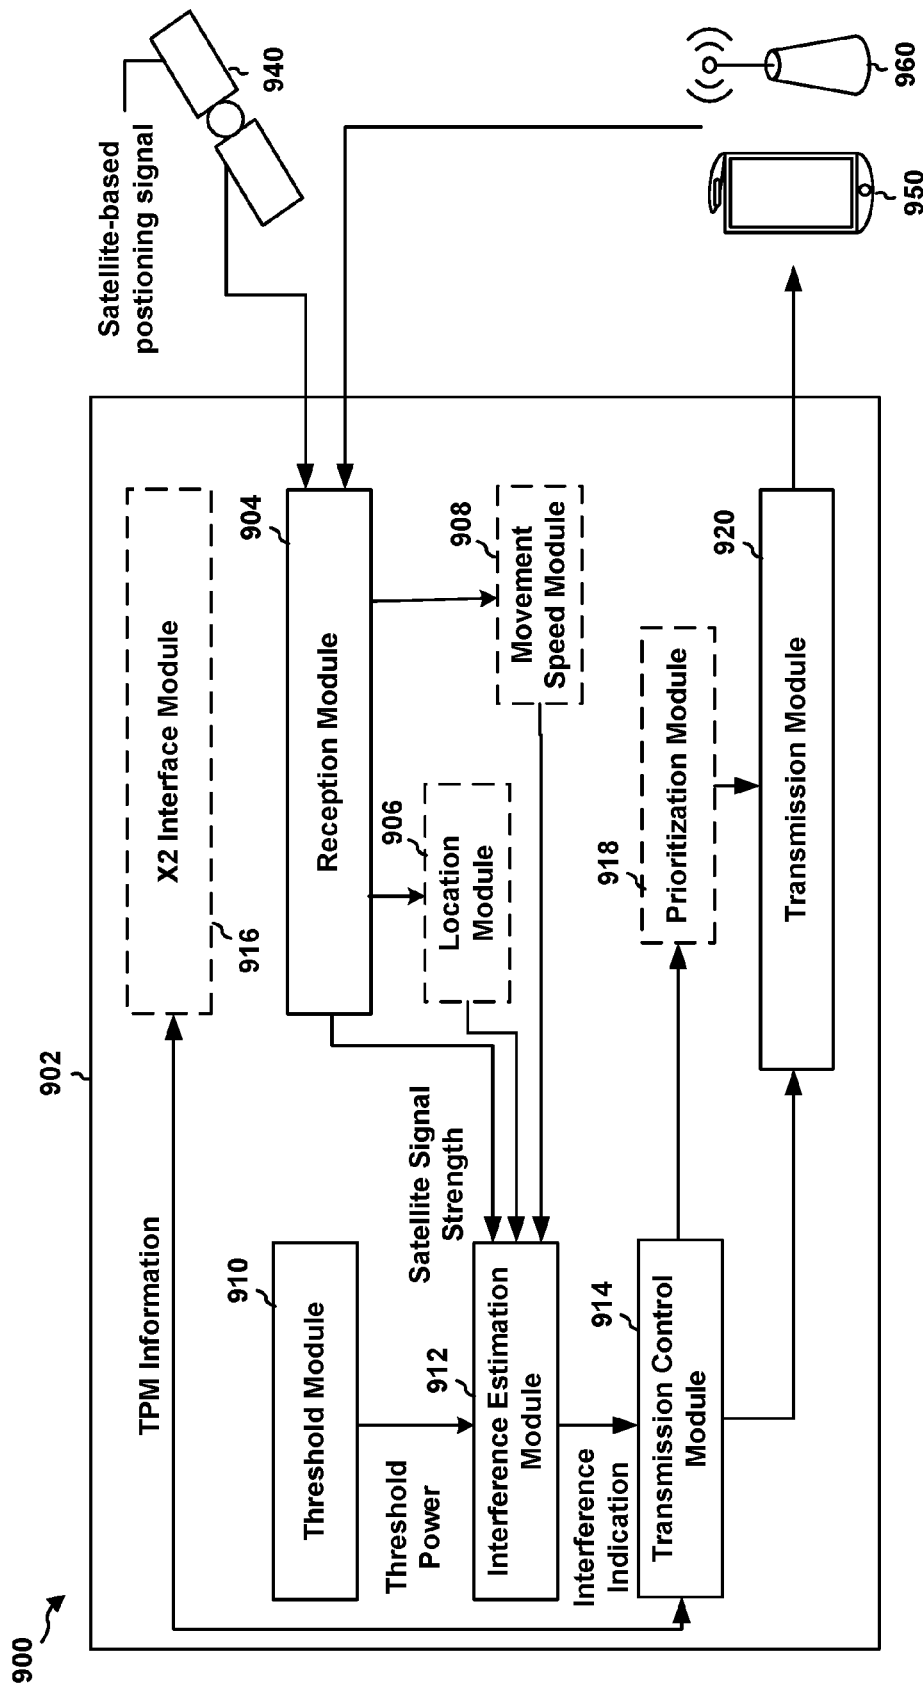 900
902
TPM Information
X2 Interface Module
916
Satellite-based
postioning signal
940
910
Threshold Module
904
Reception Module
Threshold
Power
Satellite Signal
Strength
906
Location
Module
908
Movement
Speed Module
912
Interference Estimation
Module
Interference
Indication
914
Transmission Control
Module
918
Prioritization Module
920
Transmission Module
950
960